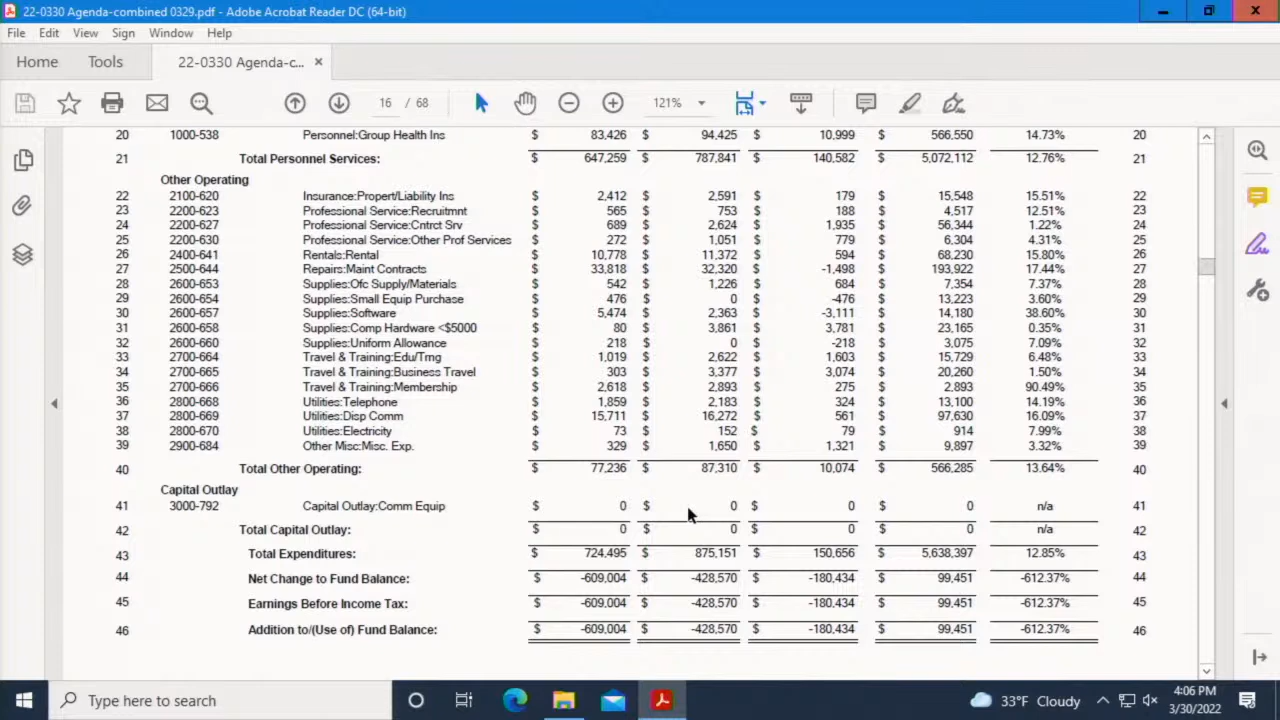 22-0330 Agenda-combined 0329.pdf - Adobe Acrobat Reader DC (64-bit)
File Edit View Sign Window Help
Home Tools 22-0330 Agenda-c... ×
16 / 68 121%
20 1000-538 Personnel:Group Health Ins $ 83,426 $ 94,425 $ 10,999 $ 566,550 14.73% 20
21 Total Personnel Services: $ 647,259 $ 787,841 $ 140,582 $ 5,072,112 12.76% 21
Other Operating
22 2100-620 Insurance:Propert/Liability Ins $ 2,412 $ 2,591 $ 179 $ 15,548 15.51% 22
23 2200-623 Professional Service:Recruitmnt $ 565 $ 753 $ 188 $ 4,517 12.51% 23
24 2200-627 Professional Service:Cntrct Srv $ 689 $ 2,624 $ 1,935 $ 56,344 1.22% 24
25 2200-630 Professional Service:Other Prof Services $ 272 $ 1,051 $ 779 $ 6,304 4.31% 25
26 2400-641 Rentals:Rental $ 10,778 $ 11,372 $ 594 $ 68,230 15.80% 26
27 2500-644 Repairs:Maint Contracts $ 33,818 $ 32,320 $ -1,498 $ 193,922 17.44% 27
28 2600-653 Supplies:Ofc Supply/Materials $ 542 $ 1,226 $ 684 $ 7,354 7.37% 28
29 2600-654 Supplies:Small Equip Purchase $ 476 $ 0 $ -476 $ 13,223 3.60% 29
30 2600-657 Supplies:Software $ 5,474 $ 2,363 $ -3,111 $ 14,180 38.60% 30
31 2600-658 Supplies:Comp Hardware <$5000 $ 80 $ 3,861 $ 3,781 $ 23,165 0.35% 31
32 2600-660 Supplies:Uniform Allowance $ 218 $ 0 $ -218 $ 3,075 7.09% 32
33 2700-664 Travel & Training:Edu/Trng $ 1,019 $ 2,622 $ 1,603 $ 15,729 6.48% 33
34 2700-665 Travel & Training:Business Travel $ 303 $ 3,377 $ 3,074 $ 20,260 1.50% 34
35 2700-666 Travel & Training:Membership $ 2,618 $ 2,893 $ 275 $ 2,893 90.49% 35
36 2800-668 Utilities:Telephone $ 1,859 $ 2,183 $ 324 $ 13,100 14.19% 36
37 2800-669 Utilities:Disp Comm $ 15,711 $ 16,272 $ 561 $ 97,630 16.09% 37
38 2800-670 Utilities:Electricity $ 73 $ 152 $ 79 $ 914 7.99% 38
39 2900-684 Other Misc:Misc. Exp. $ 329 $ 1,650 $ 1,321 $ 9,897 3.32% 39
40 Total Other Operating: $ 77,236 $ 87,310 $ 10,074 $ 566,285 13.64% 40
Capital Outlay
41 3000-792 Capital Outlay:Comm Equip $ 0 $ 0 $ 0 $ 0 n/a 41
42 Total Capital Outlay: $ 0 $ 0 $ 0 $ 0 n/a 42
43 Total Expenditures: $ 724,495 $ 875,151 $ 150,656 $ 5,638,397 12.85% 43
44 Net Change to Fund Balance: $ -609,004 $ -428,570 $ -180,434 $ 99,451 -612.37% 44
45 Earnings Before Income Tax: $ -609,004 $ -428,570 $ -180,434 $ 99,451 -612.37% 45
46 Addition to/(Use of) Fund Balance: $ -609,004 $ -428,570 $ -180,434 $ 99,451 -612.37% 46
Type here to search 33°F Cloudy 4:06 PM
3/30/2022